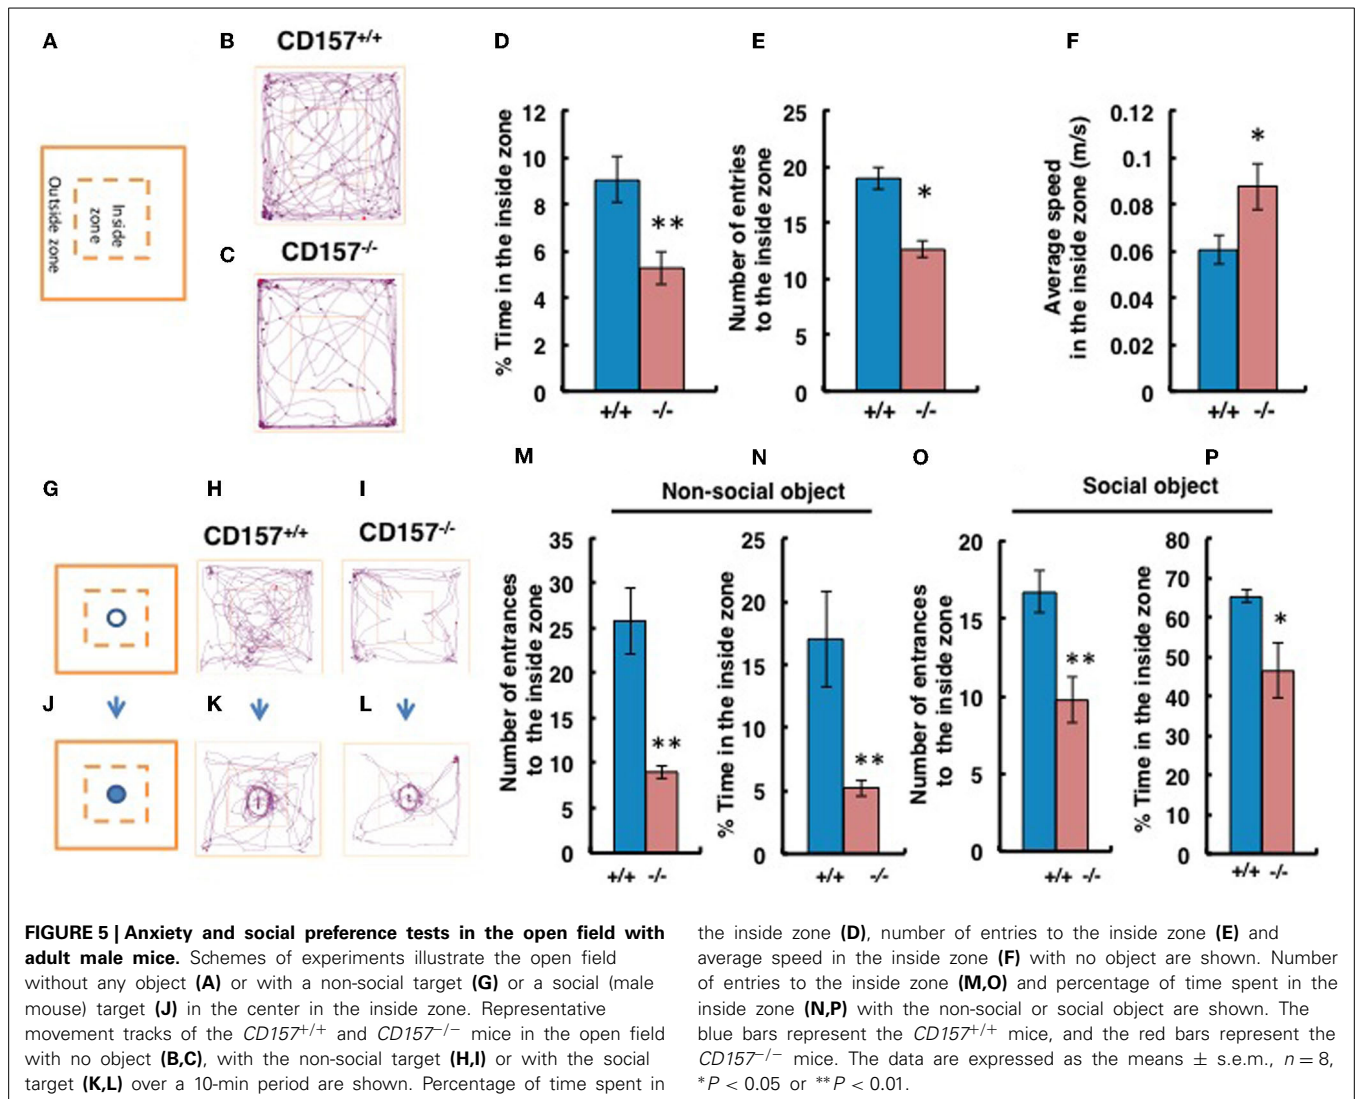 A
B
CD157+/+
Outside zone
Inside
zone
C
CD157-/-
D
% Time in the inside zone
12
10
8
6
4
2
0
**
+/+ -/-
E
Number of entries
to the inside zone
25
20
15
10
5
0
*
+/+ -/-
F
Average speed
in the inside zone (m/s)
0.12
0.1
0.08
0.06
0.04
0.02
0
*
+/+ -/-
G
H
CD157+/+
I
CD157-/-
J
K
L
M
N
Non-social object
Number of entrances
to the inside zone
35
30
25
20
15
10
5
0
**
+/+ -/-
% Time in the inside zone
25
20
15
10
5
0
**
+/+ -/-
O
P
Social object
Number of entrances
to the inside zone
20
15
10
5
0
**
+/+ -/-
% Time in the inside zone
80
70
60
50
40
30
20
10
0
*
+/+ -/-
FIGURE 5 | Anxiety and social preference tests in the open field with
adult male mice. Schemes of experiments illustrate the open field
without any object (A) or with a non-social target (G) or a social (male
mouse) target (J) in the center in the inside zone. Representative
movement tracks of the CD157+/+ and CD157−/− mice in the open field
with no object (B,C), with the non-social target (H,I) or with the social
target (K,L) over a 10-min period are shown. Percentage of time spent in
the inside zone (D), number of entries to the inside zone (E) and
average speed in the inside zone (F) with no object are shown. Number
of entries to the inside zone (M,O) and percentage of time spent in the
inside zone (N,P) with the non-social or social object are shown. The
blue bars represent the CD157+/+ mice, and the red bars represent the
CD157−/− mice. The data are expressed as the means ± s.e.m., n = 8,
*P < 0.05 or **P < 0.01.